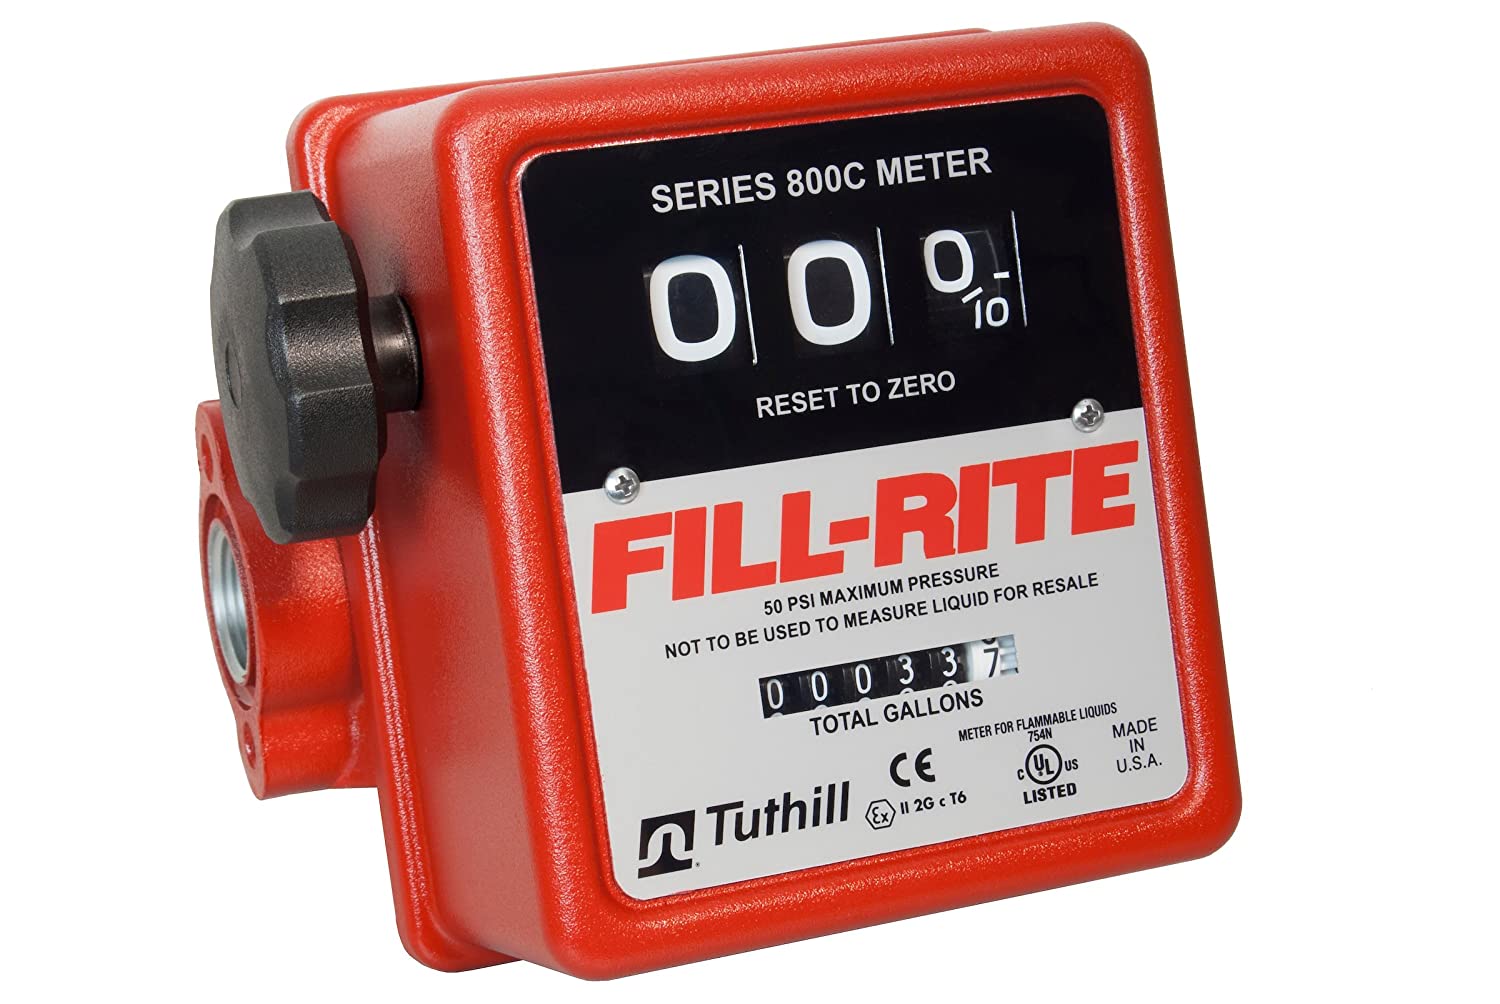 SERIES 800C METER
0 0 0/10
RESET TO ZERO
FILL-RITE
50 PSI MAXIMUM PRESSURE
NOT TO BE USED TO MEASURE LIQUID FOR RESALE
0 0 0 3 3 7
TOTAL GALLONS
METER FOR FLAMMABLE LIQUIDS
754N
MADE
IN
U.S.A.
CE
C UL US
LISTED
Tuthill
Ex II 2G c T6